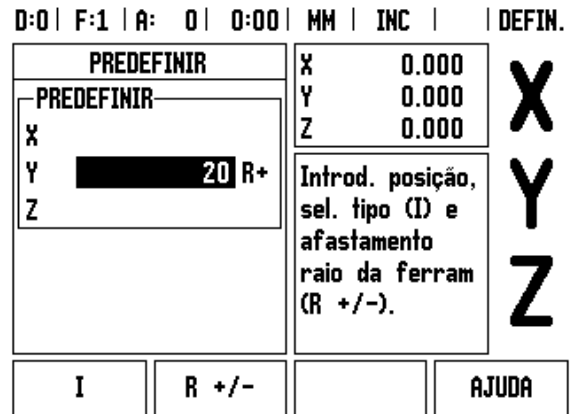 D:0 | F:1 | A: 0 | 0:00 | MM | INC | | DEFIN.
PREDEFINIR
PREDEFINIR
X
Y 20 R+
Z
X 0.000
Y 0.000
Z 0.000
Introd. posição,
sel. tipo (I) e
afastamento
raio da ferram
(R +/-).
X
Y
Z
I
R +/-
AJUDA